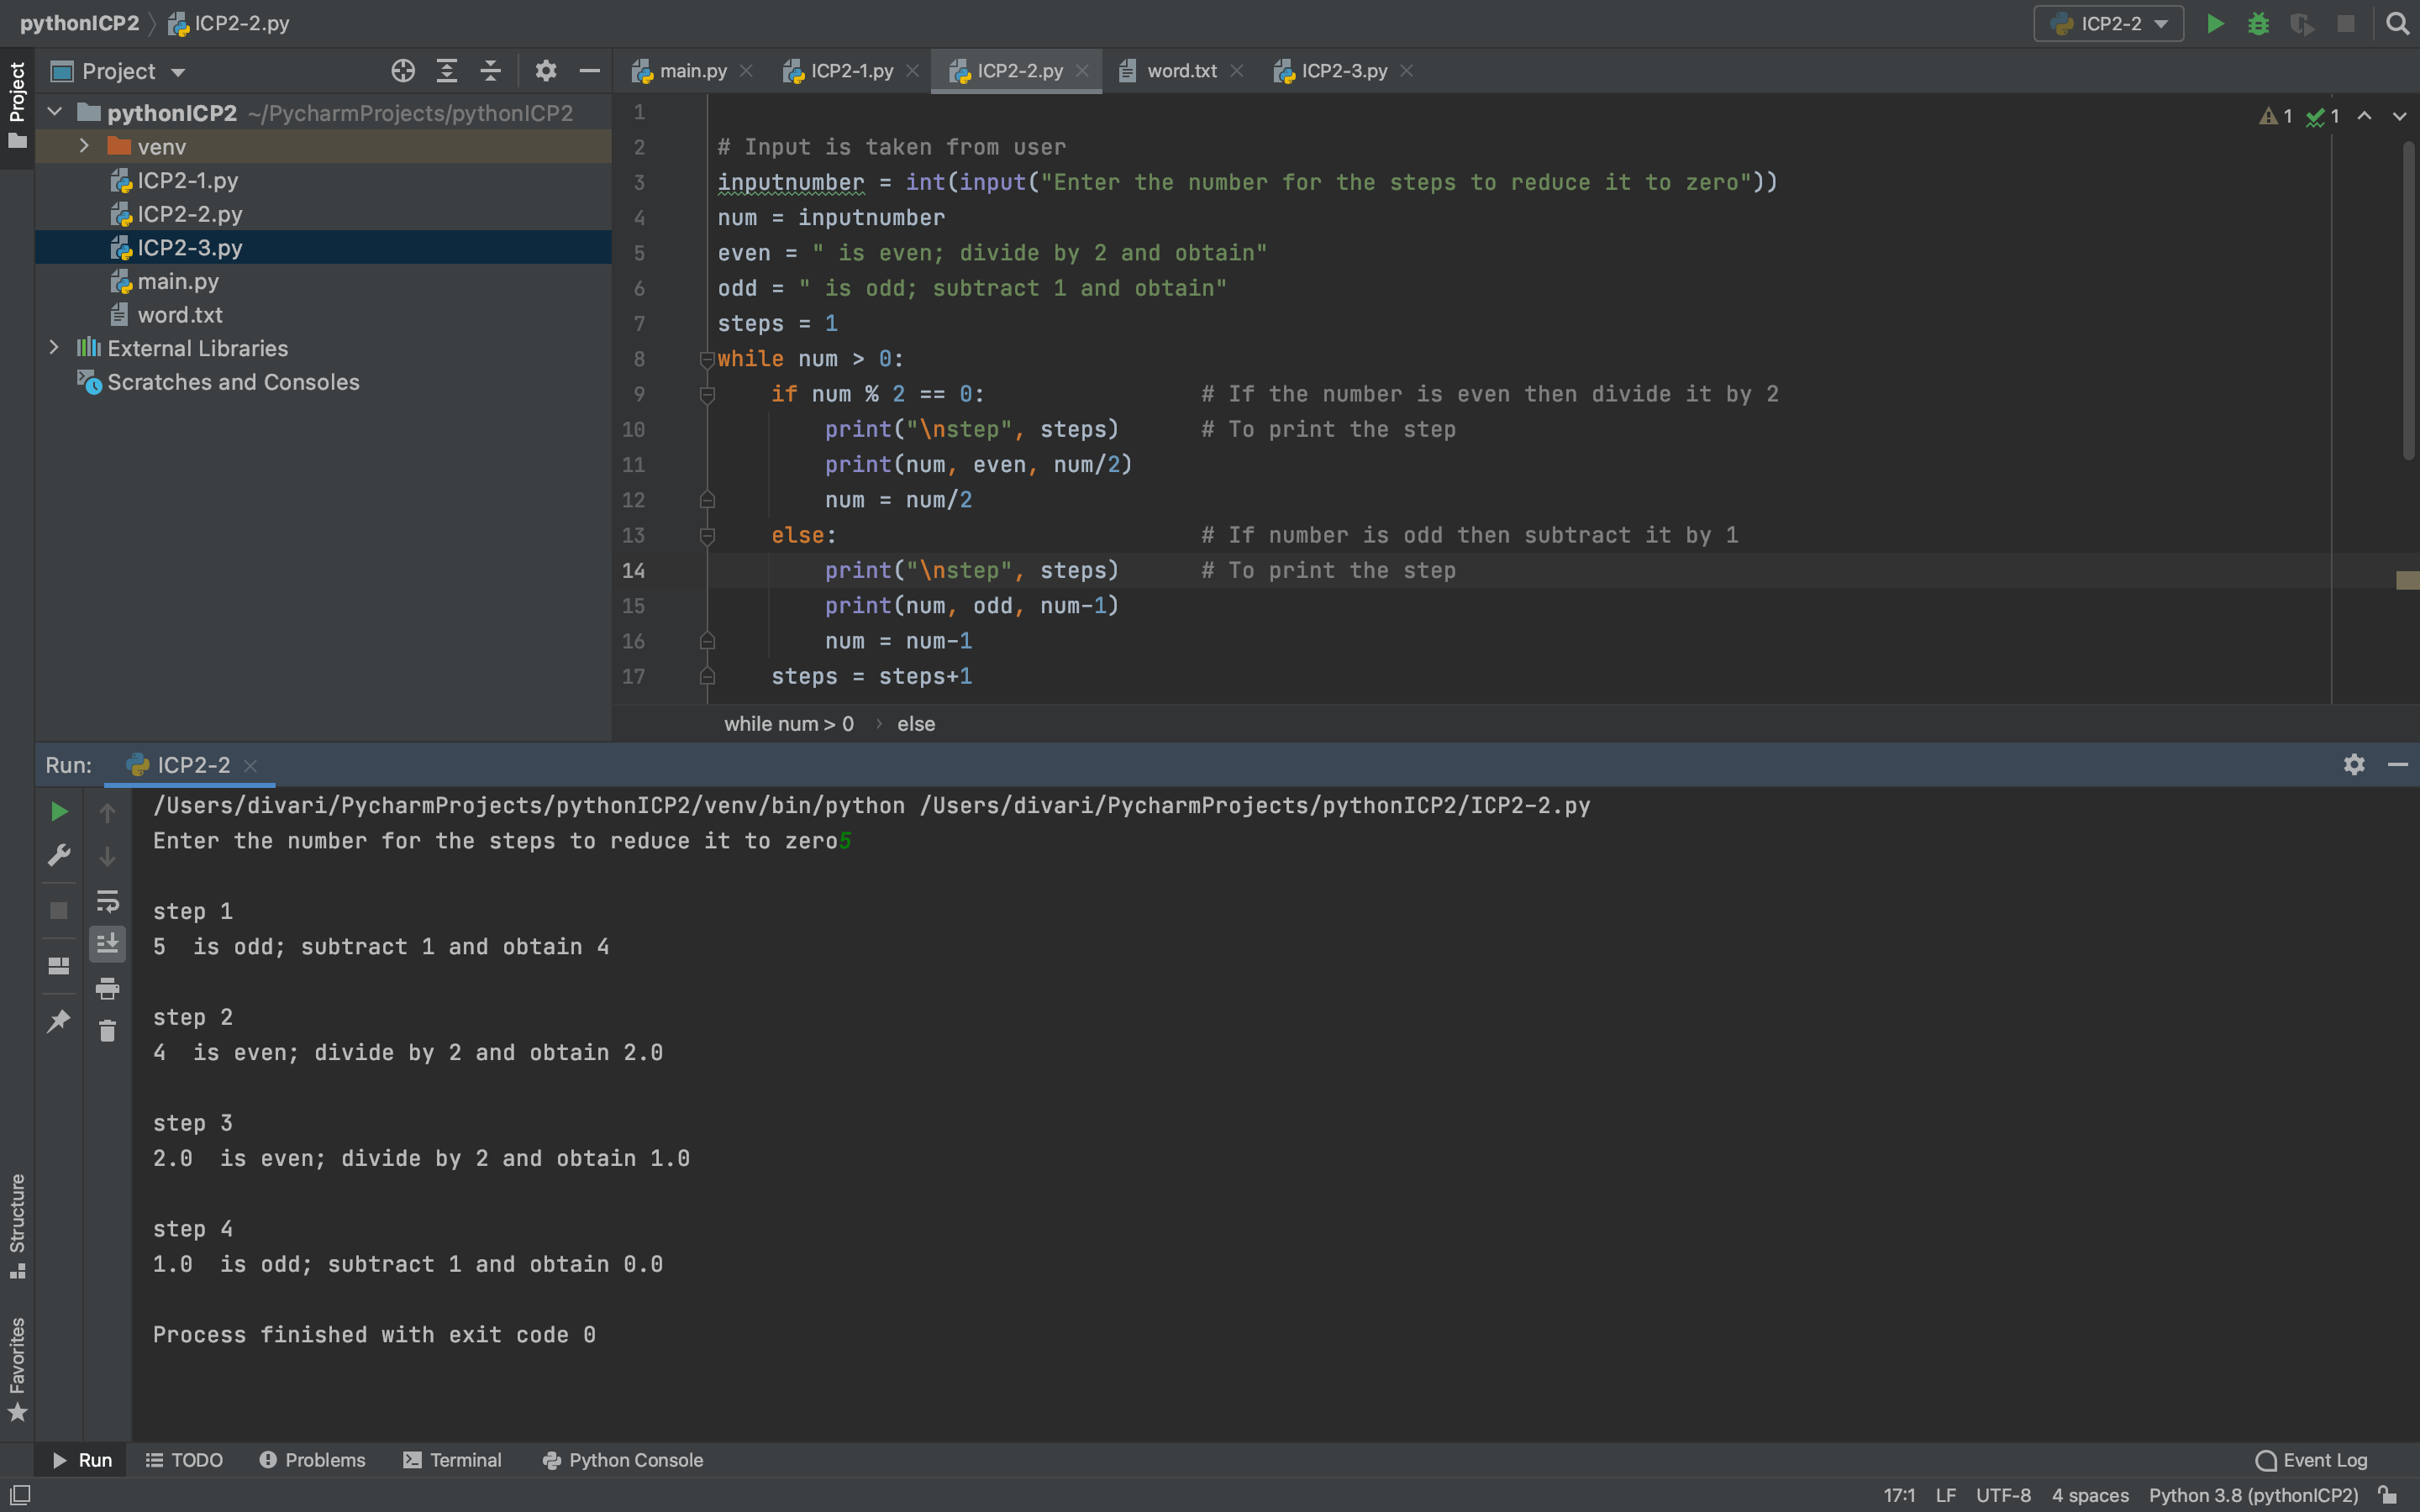 pythonICP2 ICP2-2.py ICP2-2
Project
Project
main.py ICP2-1.py ICP2-2.py word.txt ICP2-3.py
pythonICP2 ~/PycharmProjects/pythonICP2
venv
ICP2-1.py
ICP2-2.py
ICP2-3.py
main.py
word.txt
External Libraries
Scratches and Consoles
1 1
1
2 # Input is taken from user
3 inputnumber = int(input("Enter the number for the steps to reduce it to zero"))
4 num = inputnumber
5 even = " is even; divide by 2 and obtain"
6 odd = " is odd; subtract 1 and obtain"
7 steps = 1
8 while num > 0:
9 if num % 2 == 0: # If the number is even then divide it by 2
10 print("\nstep", steps) # To print the step
11 print(num, even, num/2)
12 num = num/2
13 else: # If number is odd then subtract it by 1
14 print("\nstep", steps) # To print the step
15 print(num, odd, num-1)
16 num = num-1
17 steps = steps+1
while num > 0 › else
Run: ICP2-2
/Users/divari/PycharmProjects/pythonICP2/venv/bin/python /Users/divari/PycharmProjects/pythonICP2/ICP2-2.py
Enter the number for the steps to reduce it to zero5
step 1
5  is odd; subtract 1 and obtain 4
step 2
4  is even; divide by 2 and obtain 2.0
step 3
2.0  is even; divide by 2 and obtain 1.0
step 4
1.0  is odd; subtract 1 and obtain 0.0
Process finished with exit code 0
Structure
Favorites
Run TODO Problems Terminal Python Console Event Log
17:1 LF UTF-8 4 spaces Python 3.8 (pythonICP2)